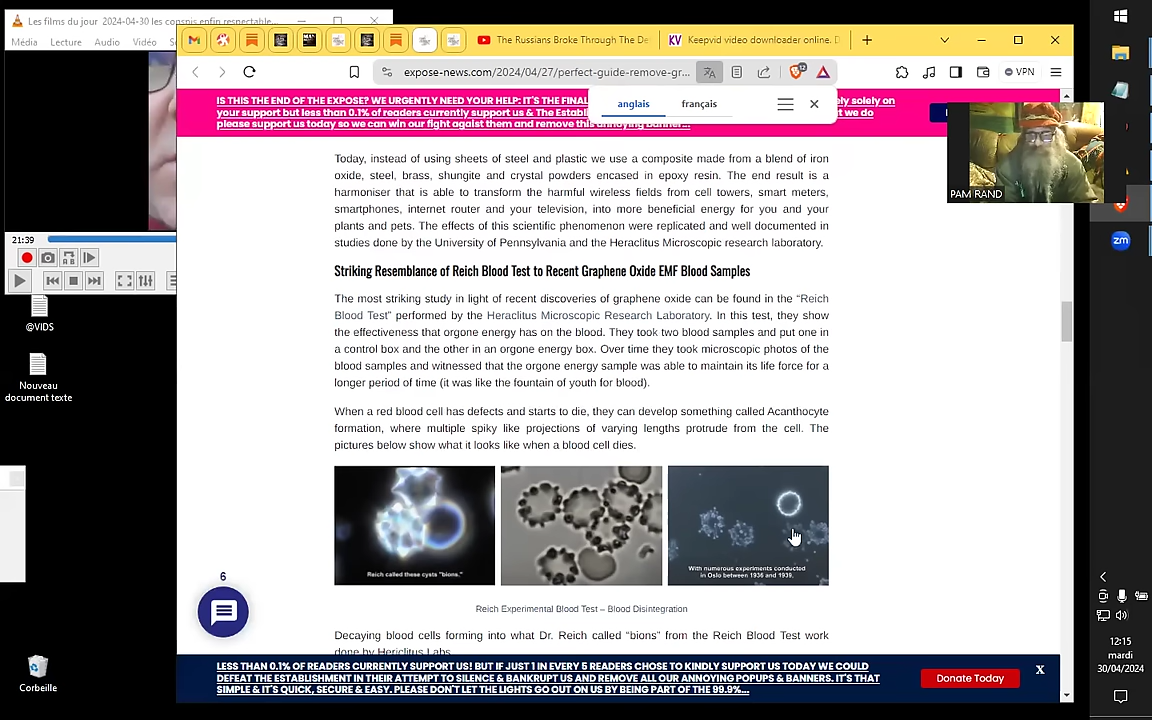 Les films du jour 2024-04-30 les conspis enfin respectable...
Média Lecture Audio Vidéo
21:39
@VIDS
Nouveau
document texte
Corbeille
The Russians Broke Through The De
Keepvid video downloader online. D
expose-news.com/2024/04/27/perfect-guide-remove-gr...
12
VPN
anglais français
IS THIS THE END OF THE EXPOSE? WE URGENTLY NEED YOUR HELP: IT'S THE FINAL
ely solely on
your support but less than 0.1% of readers currently support us & The Establ
we do
please support us today so we can win our fight agaist them and remove this annoying banner...
PAM RAND
Today, instead of using sheets of steel and plastic we use a composite made from a blend of iron
oxide, steel, brass, shungite and crystal powders encased in epoxy resin. The end result is a
harmoniser that is able to transform the harmful wireless fields from cell towers, smart meters,
smartphones, internet router and your television, into more beneficial energy for you and your
plants and pets. The effects of this scientific phenomenon were replicated and well documented in
studies done by the University of Pennsylvania and the Heraclitus Microscopic research laboratory.
Striking Resemblance of Reich Blood Test to Recent Graphene Oxide EMF Blood Samples
The most striking study in light of recent discoveries of graphene oxide can be found in the “Reich
Blood Test” performed by the Heraclitus Microscopic Research Laboratory. In this test, they show
the effectiveness that orgone energy has on the blood. They took two blood samples and put one in
a control box and the other in an orgone energy box. Over time they took microscopic photos of the
blood samples and witnessed that the orgone energy sample was able to maintain its life force for a
longer period of time (it was like the fountain of youth for blood).
When a red blood cell has defects and starts to die, they can develop something called Acanthocyte
formation, where multiple spiky like projections of varying lengths protrude from the cell. The
pictures below show what it looks like when a blood cell dies.
Reich called these cysts "bions."
With numerous experiments conducted
in Oslo between 1936 and 1939.
Reich Experimental Blood Test – Blood Disintegration
Decaying blood cells forming into what Dr. Reich called “bions” from the Reich Blood Test work
done by Hericlitus Labs.
6
LESS THAN 0.1% OF READERS CURRENTLY SUPPORT US! BUT IF JUST 1 IN EVERY 5 READERS CHOSE TO KINDLY SUPPORT US TODAY WE COULD
DEFEAT THE ESTABLISHMENT IN THEIR ATTEMPT TO SILENCE & BANKRUPT US AND REMOVE ALL OUR ANNOYING POPUPS & BANNERS. IT'S THAT
SIMPLE & IT'S QUICK, SECURE & EASY. PLEASE DON'T LET THE LIGHTS GO OUT ON US BY BEING PART OF THE 99.9%...
Donate Today
X
zm
12:15
mardi
30/04/2024